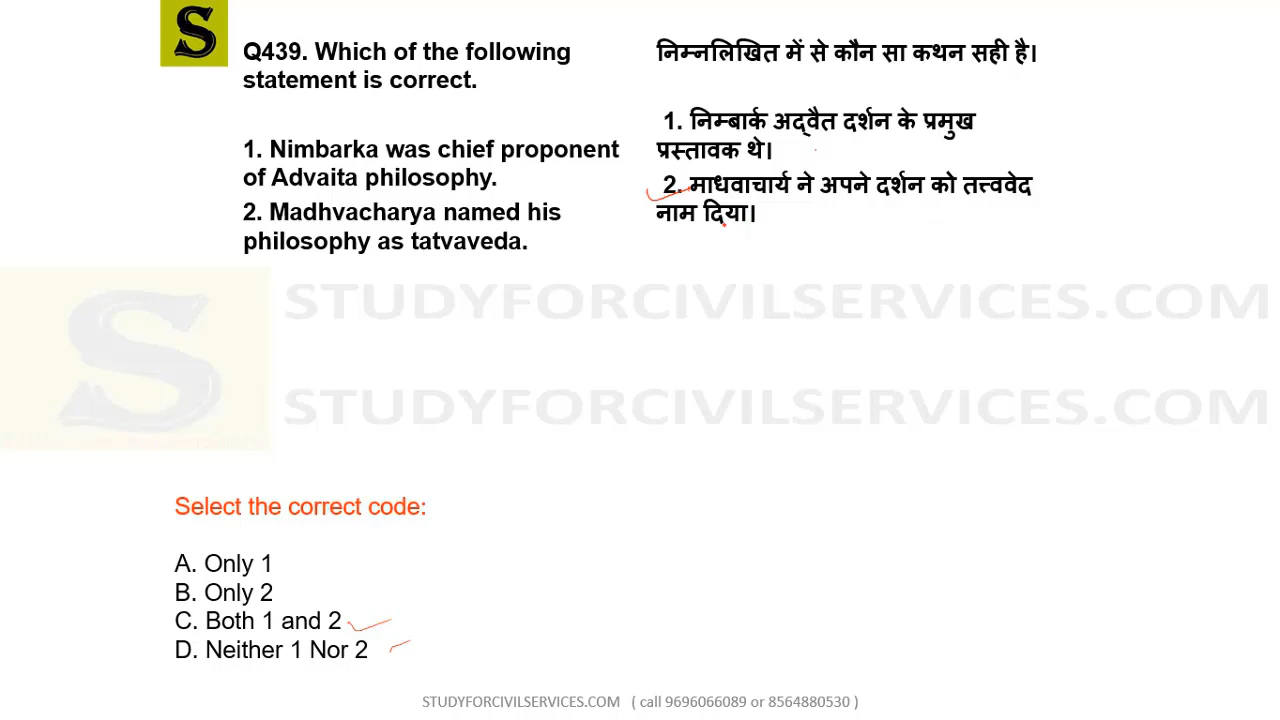 S
Q439. Which of the following
statement is correct.
1. Nimbarka was chief proponent
of Advaita philosophy.
2. Madhvacharya named his
philosophy as tatvaveda.
निम्नलिखित में से कौन सा कथन सही है।
1. निम्बार्क अद्वैत दर्शन के प्रमुख
प्रस्तावक थे।
2. माधवाचार्य ने अपने दर्शन को तत्त्ववेद
नाम दिया।
S
STUDYFORCIVILSERVICES.COM
STUDYFORCIVILSERVICES.COM
Select the correct code:
A. Only 1
B. Only 2
C. Both 1 and 2
D. Neither 1 Nor 2
STUDYFORCIVILSERVICES.COM ( call 9696066089 or 8564880530 )